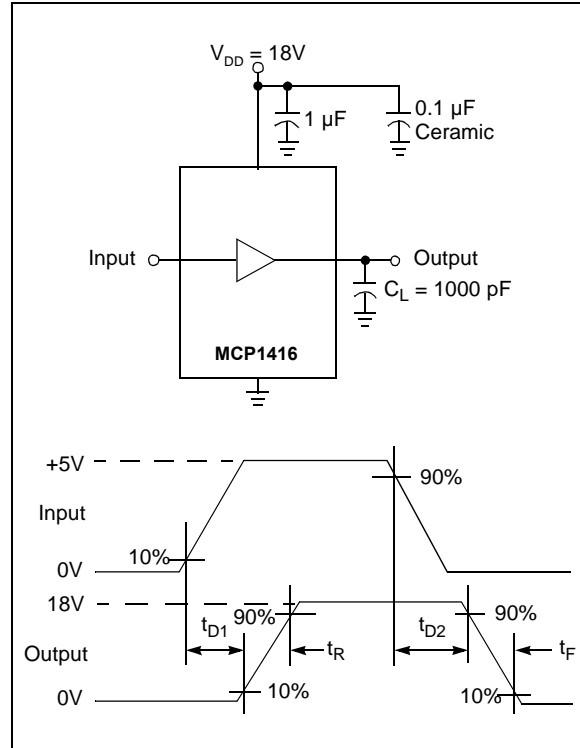 V_DD = 18V
1 µF
0.1 µF
Ceramic
Input
Output
C_L = 1000 pF
MCP1416
+5V
Input
0V
10%
90%
18V
Output
0V
t_D1
90%
10%
t_R
t_D2
90%
10%
t_F